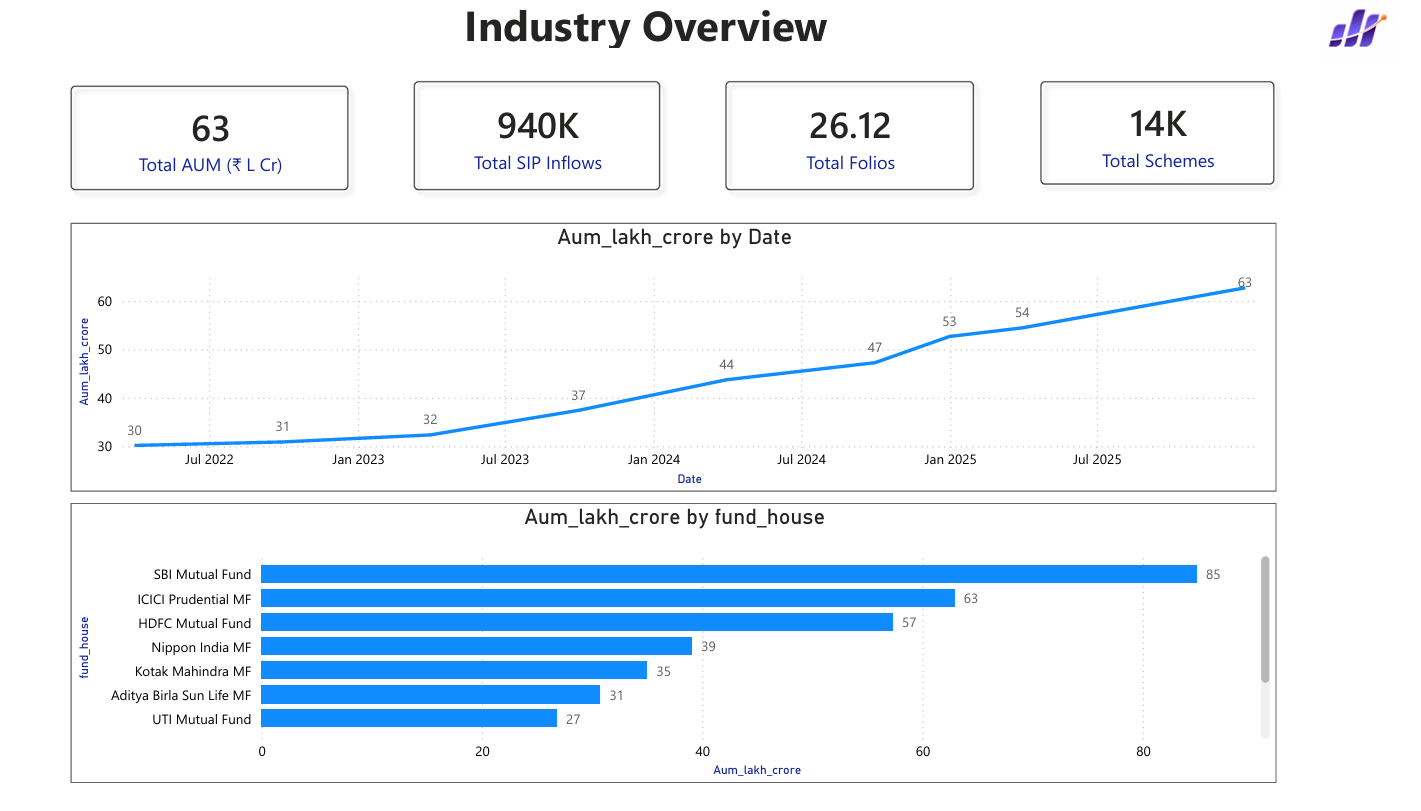 Industry Overview
63
Total AUM (₹ L Cr)
940K
Total SIP Inflows
26.12
Total Folios
14K
Total Schemes
Aum_lakh_crore by Date
Aum_lakh_crore
60
50
40
30
30
31
32
37
44
47
53
54
63
Jul 2022
Jan 2023
Jul 2023
Jan 2024
Jul 2024
Jan 2025
Jul 2025
Date
Aum_lakh_crore by fund_house
fund_house
SBI Mutual Fund 85
ICICI Prudential MF 63
HDFC Mutual Fund 57
Nippon India MF 39
Kotak Mahindra MF 35
Aditya Birla Sun Life MF 31
UTI Mutual Fund 27
0 20 40 60 80
Aum_lakh_crore